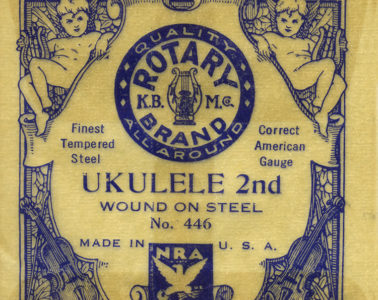 QUALITY
ROTARY
K.B. M.Co.
BRAND
ALL AROUND
Finest
Tempered
Steel
Correct
American
Gauge
UKULELE 2nd
WOUND ON STEEL
No. 446
MADE IN U. S. A.
NRA